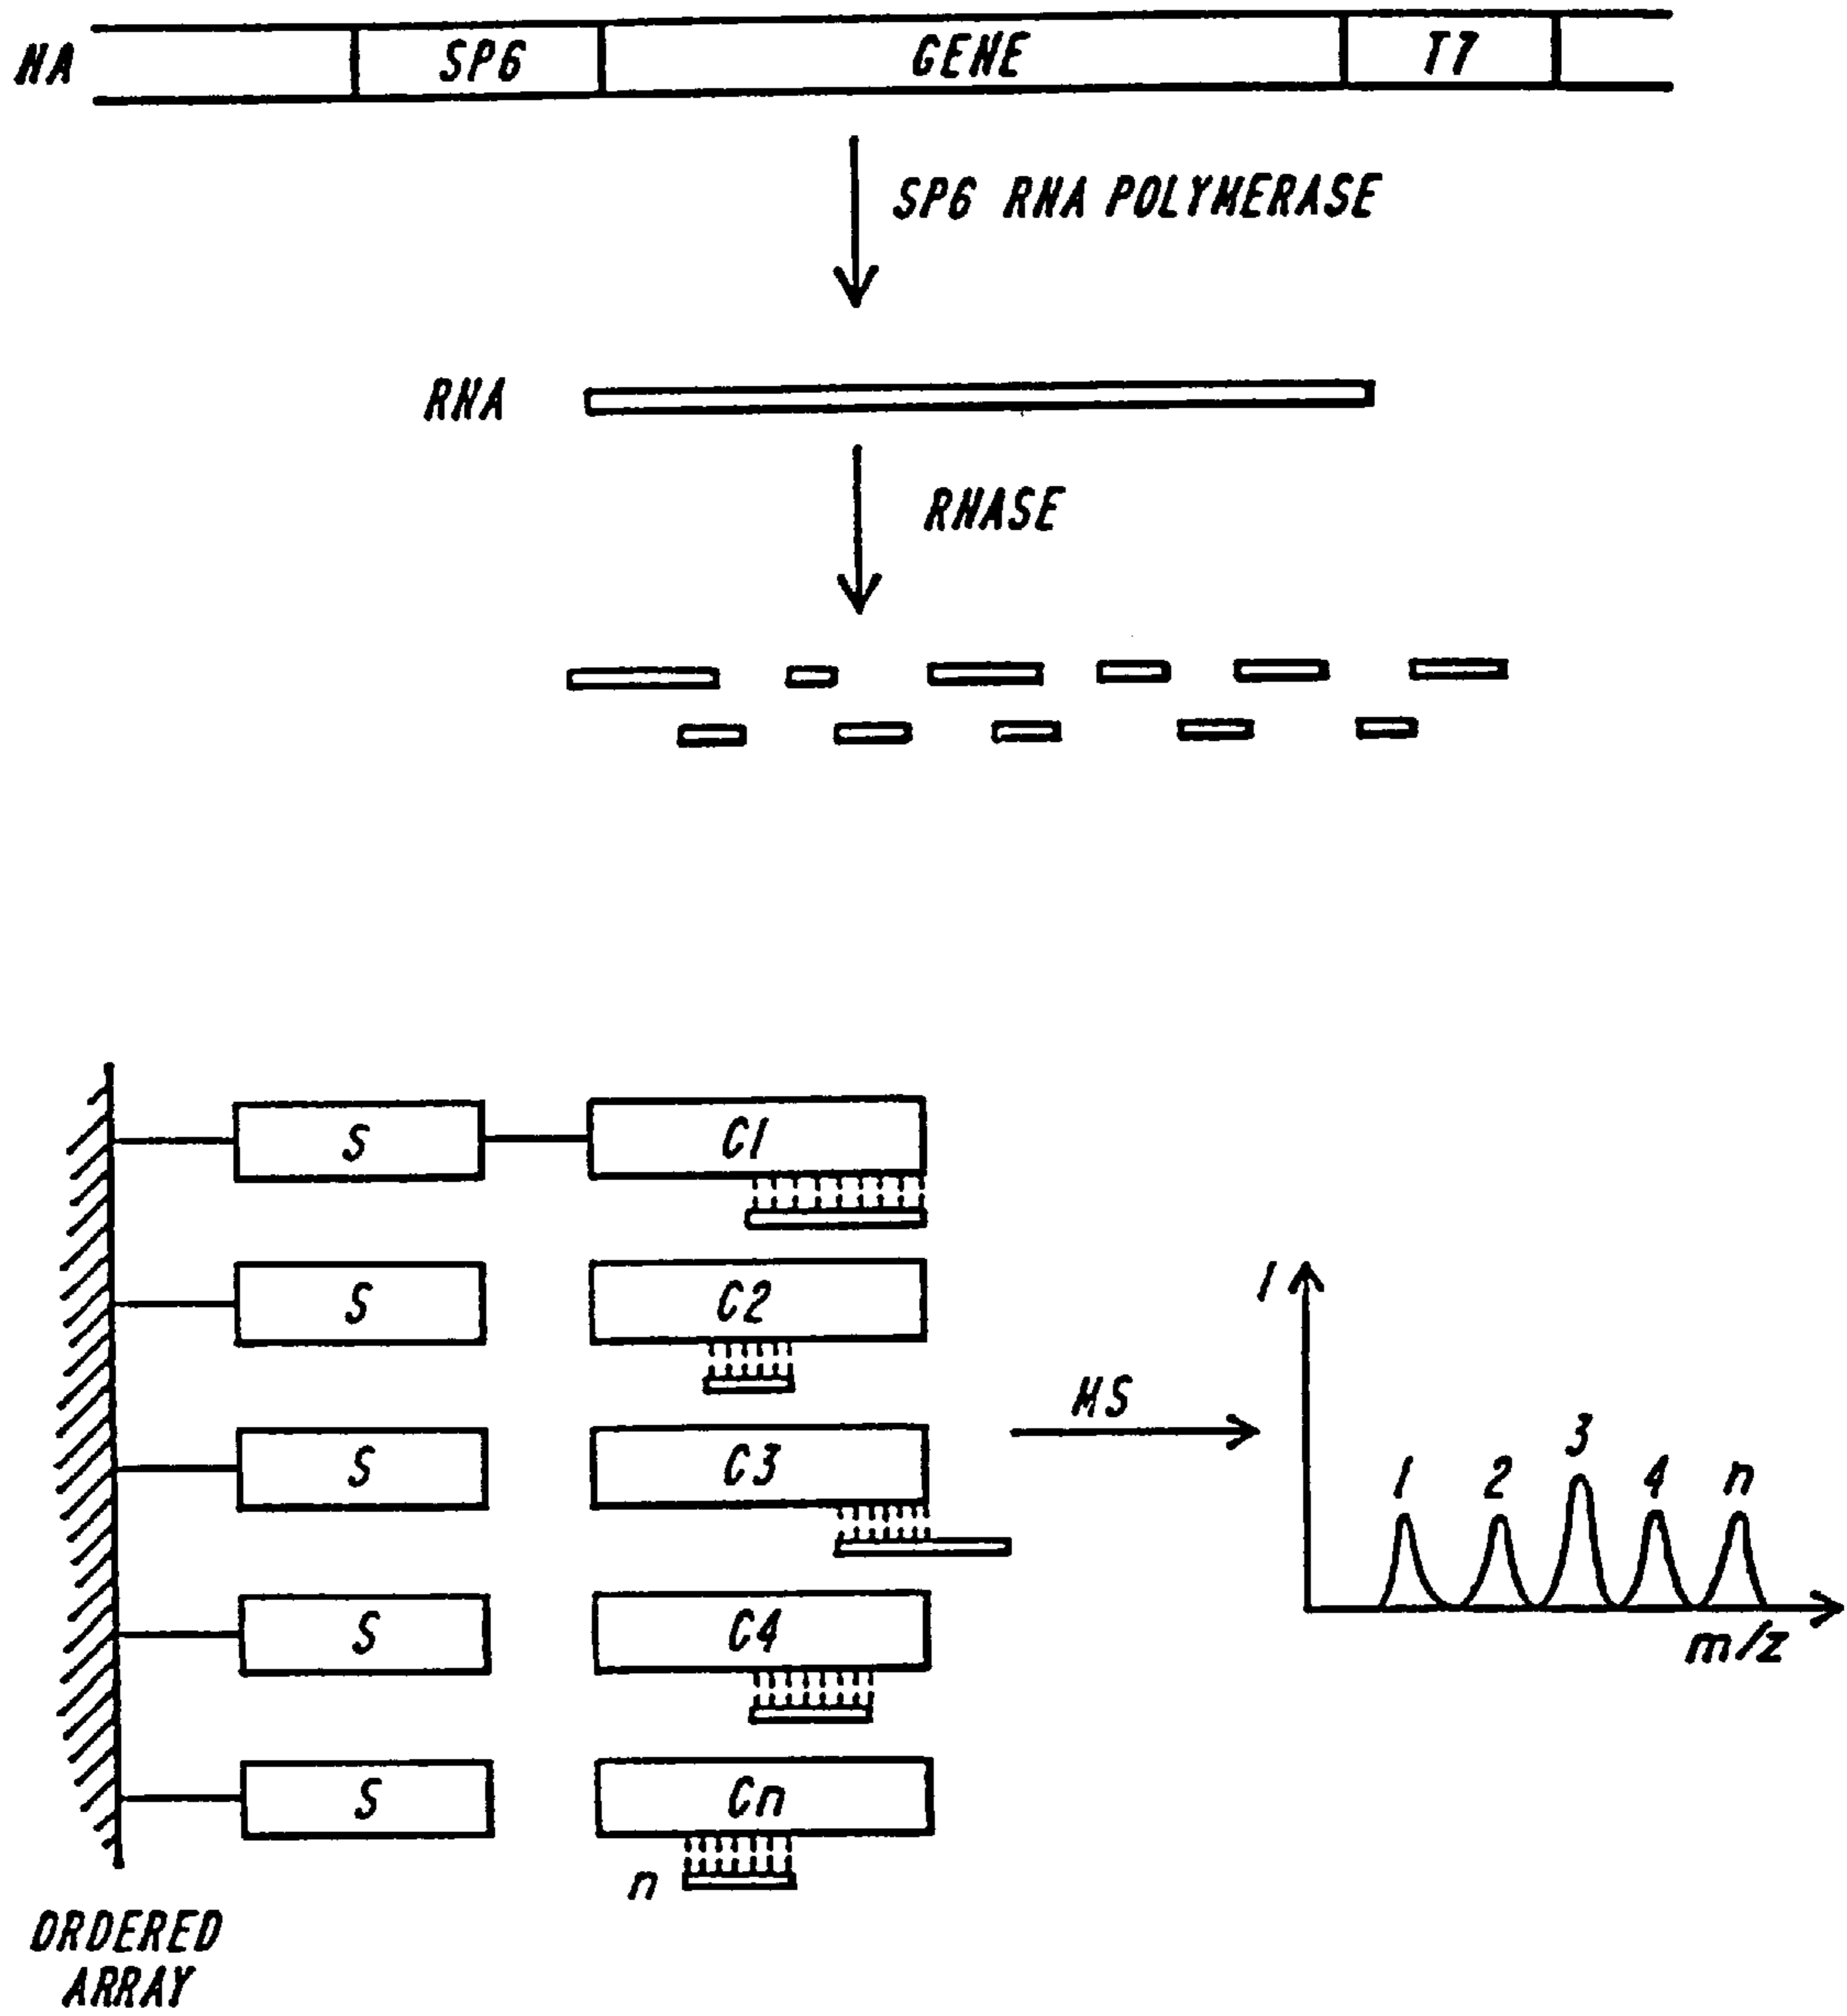 NA
SP6 GENE T7
SP6 RNA POLYMERASE
RNA
RNASE
S C1
S C2
S C3
S C4
S Cn
n
ORDERED
ARRAY
MS
I
1 2 3 4 n
m/z